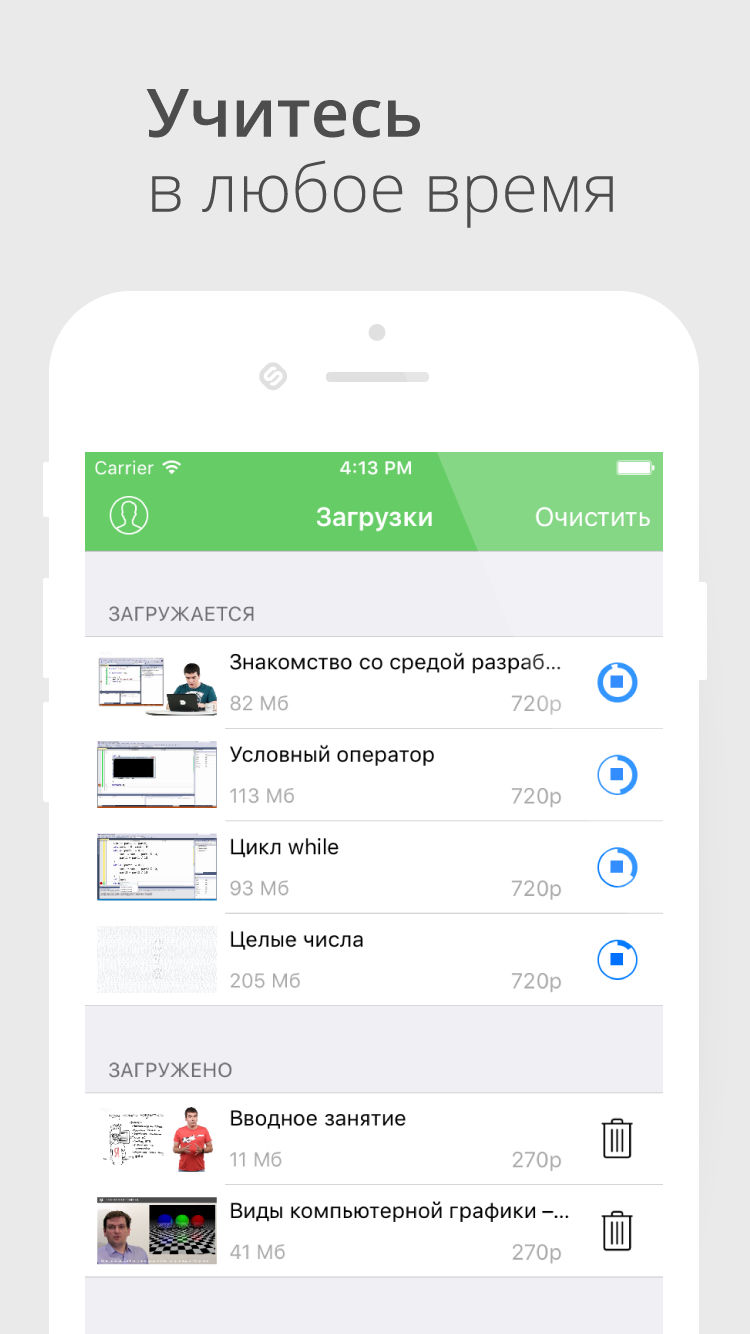 Учитесь
в любое время
Carrier 4:13 PM
Загрузки Очистить
ЗАГРУЖАЕТСЯ
Знакомство со средой разраб...
82 Мб 720p
Условный оператор
113 Мб 720p
Цикл while
93 Мб 720p
Целые числа
205 Мб 720p
ЗАГРУЖЕНО
Вводное занятие
11 Мб 270p
Виды компьютерной графики –...
41 Мб 270p